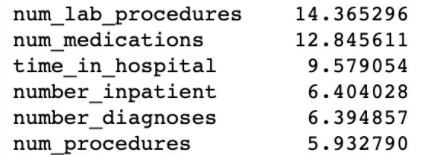 num_lab_procedures 14.365296
num_medications 12.845611
time_in_hospital 9.579054
number_inpatient 6.404028
number_diagnoses 6.394857
num_procedures 5.932790